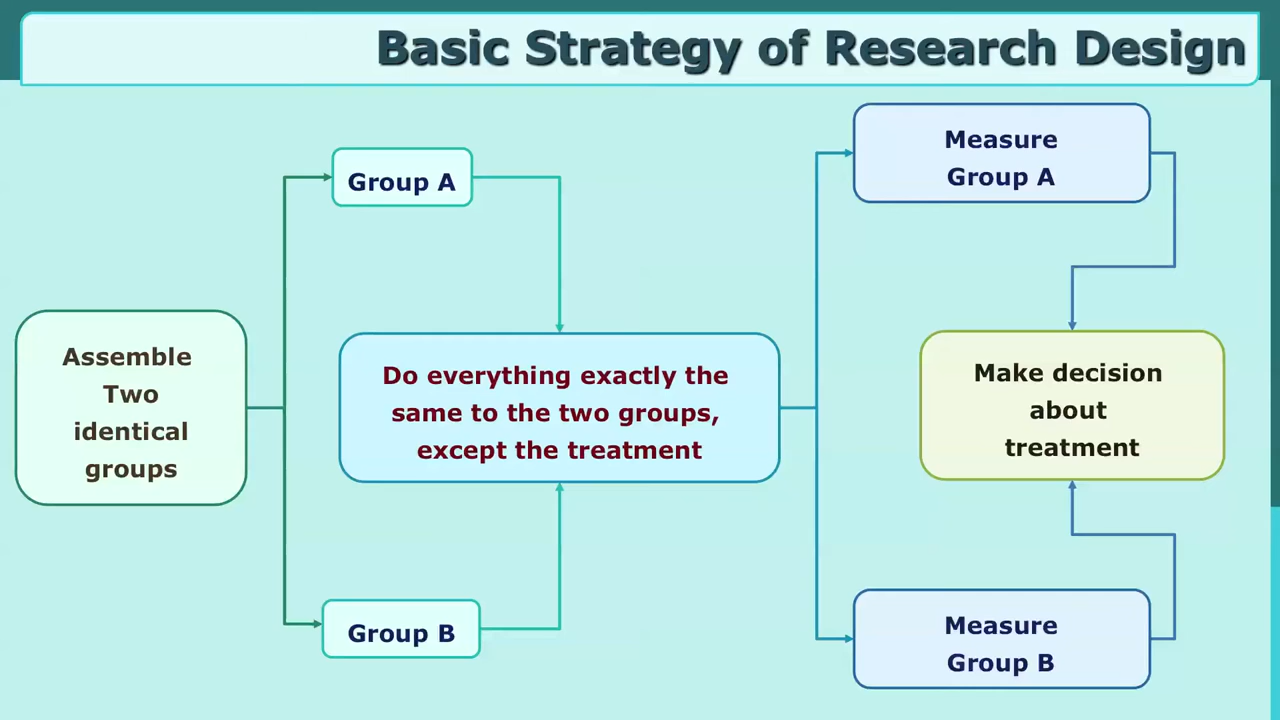 Basic Strategy of Research Design
Assemble
Two
identical
groups
Group A
Group B
Do everything exactly the
same to the two groups,
except the treatment
Measure
Group A
Measure
Group B
Make decision
about
treatment